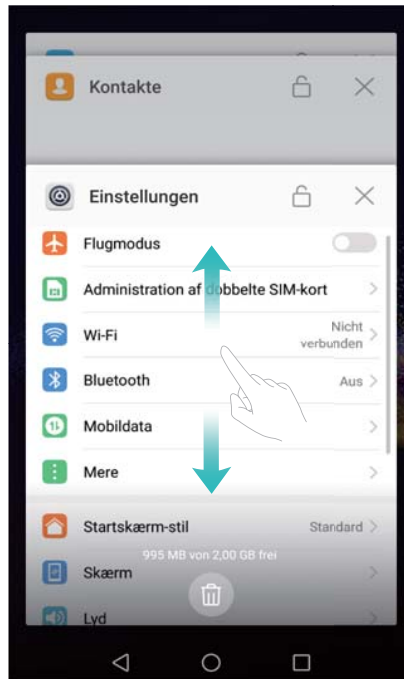 Kontakte
Einstellungen
Flugmodus
Administration af dobbelte SIM-kort
Wi-Fi
Nicht
verbunden
Bluetooth
Aus
Mobildata
Mere
Startskærm-stil
Standard
995 MB von 2,00 GB frei
Skærm
Lyd